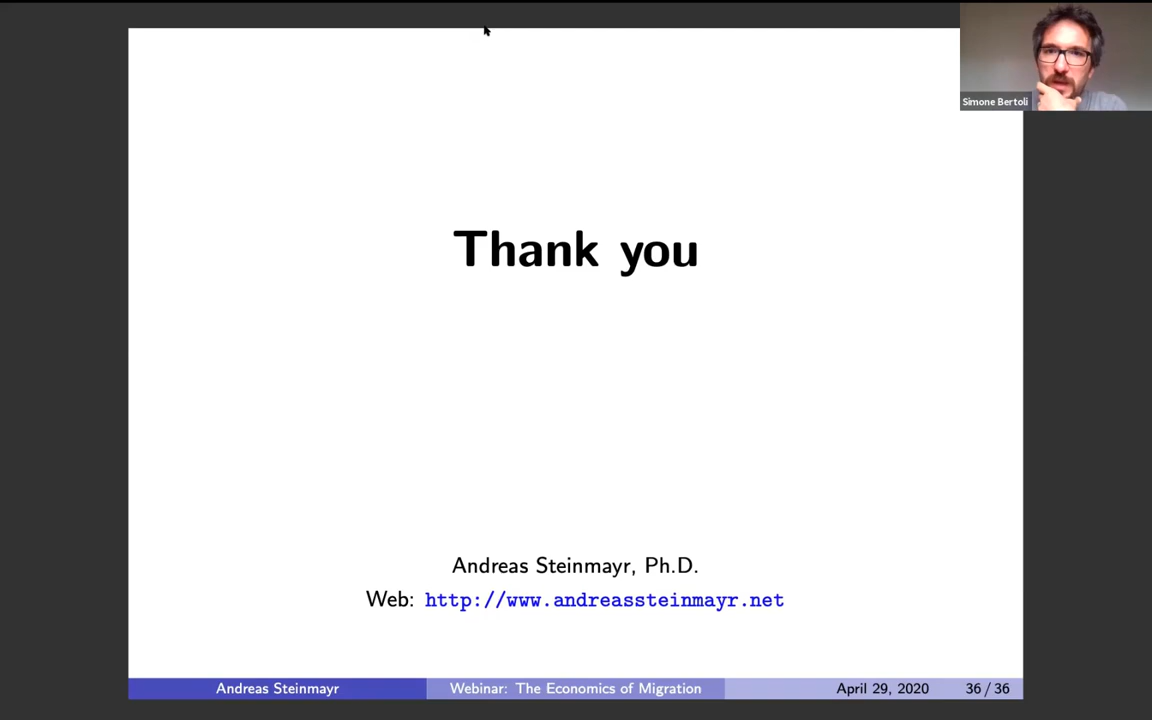 Simone Bertoli
Thank you
Andreas Steinmayr, Ph.D.
Web: http://www.andreassteinmayr.net
Andreas Steinmayr Webinar: The Economics of Migration April 29, 2020 36 / 36